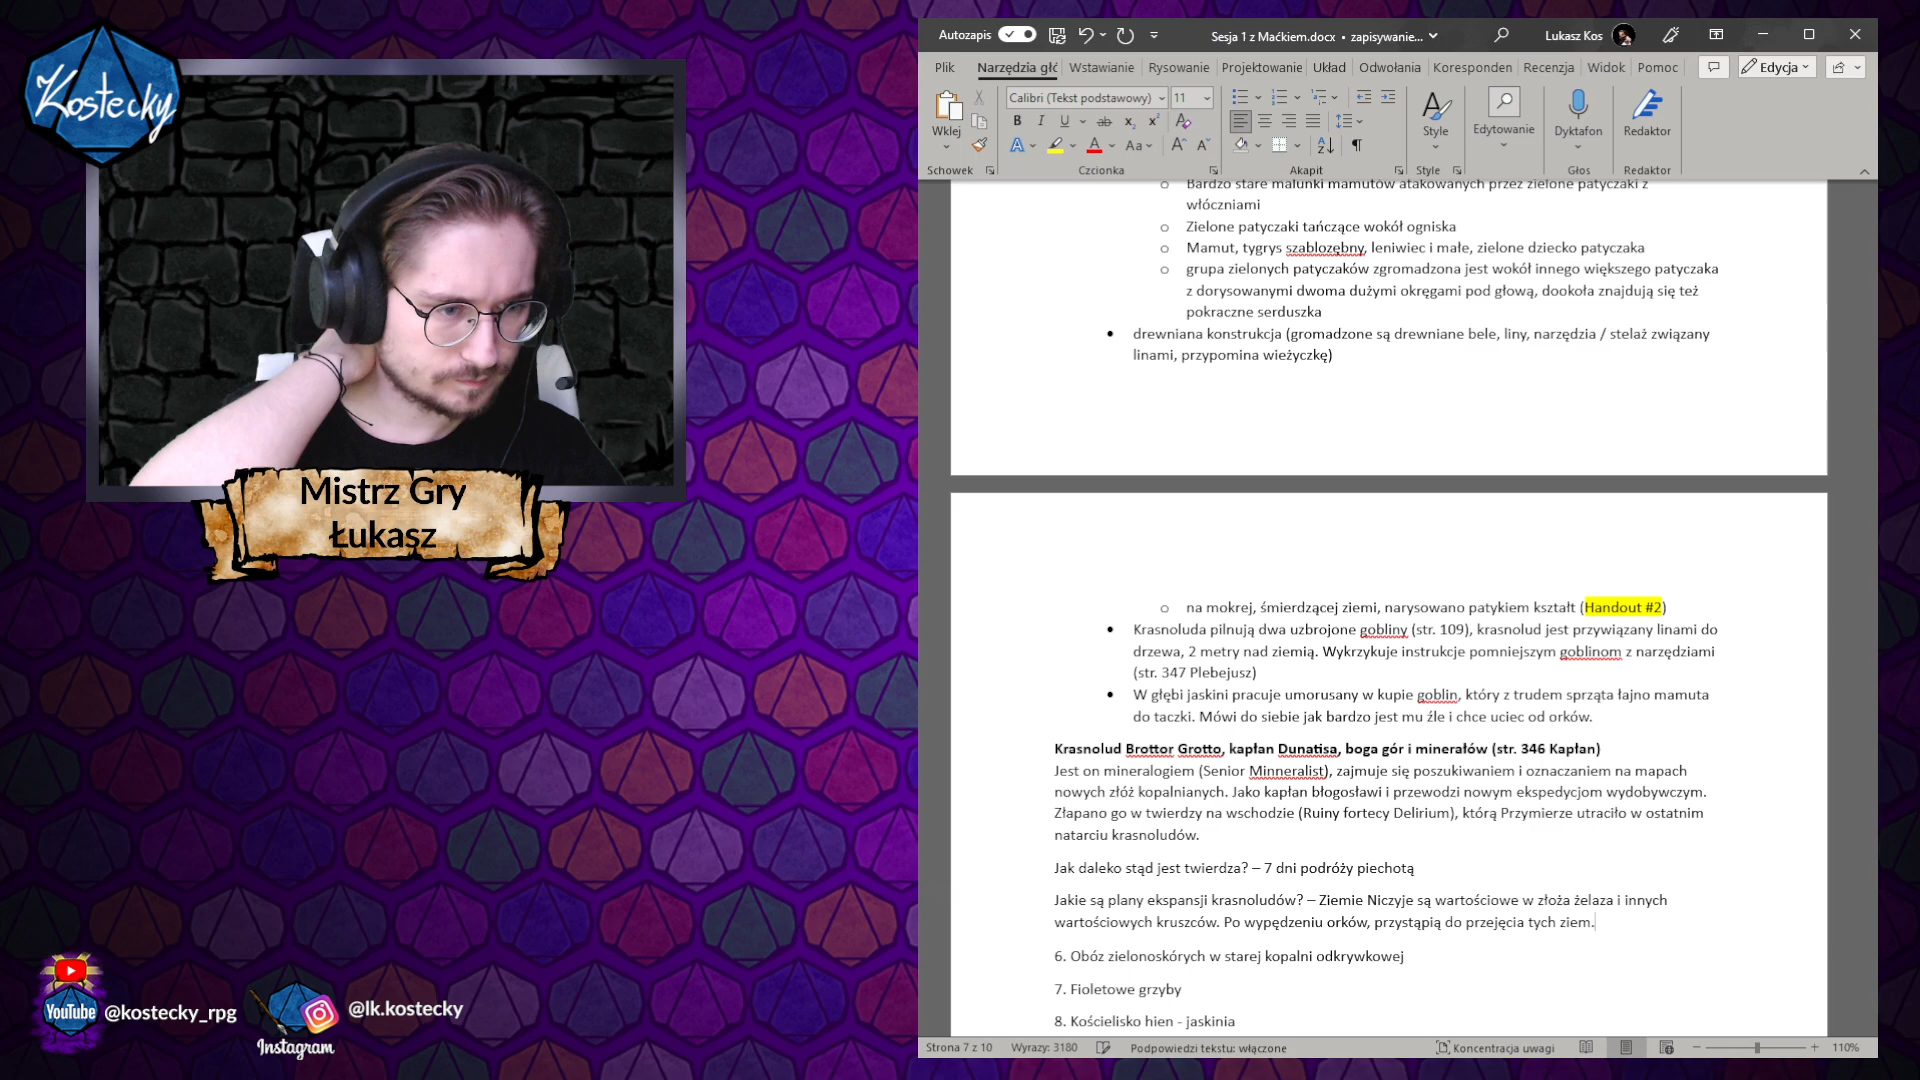 Kostecky
Mistrz Gry
Łukasz
YouTube
@kostecky_rpg
@lk.kostecky
Instagram
Autozapis
Sesja 1 z Maćkiem.docx • zapisywanie...
Lukasz Kos
Plik
Narzędzia głć
Wstawianie
Rysowanie
Projektowanie
Układ
Odwołania
Koresponden
Recenzja
Widok
Pomoc
Edycja
Wklej
Calibri (Tekst podstawowy)
11
Style
Edytowanie
Dyktafon
Redaktor
Schowek
Czcionka
Akapit
Style
Głos
Redaktor
o Bardzo stare malunki mamutów atakowanych przez zielone patyczaki z
włóczniami
o Zielone patyczaki tańczące wokół ogniska
o Mamut, tygrys szablozębny, leniwiec i małe, zielone dziecko patyczaka
o grupa zielonych patyczaków zgromadzona jest wokół innego większego patyczaka
z dorysowanymi dwoma dużymi okręgami pod głową, dookoła znajdują się też
pokraczne serduszka
• drewniana konstrukcja (gromadzone są drewniane bele, liny, narzędzia / stelaż związany
linami, przypomina wieżyczkę)
o na mokrej, śmierdzącej ziemi, narysowano patykiem kształt (Handout #2)
• Krasnoluda pilnują dwa uzbrojone gobliny (str. 109), krasnolud jest przywiązany linami do
drzewa, 2 metry nad ziemią. Wykrzykuje instrukcje pomniejszym goblinom z narzędziami
(str. 347 Plebejusz)
• W głębi jaskini pracuje umorusany w kupie goblin, który z trudem sprząta łajno mamuta
do taczki. Mówi do siebie jak bardzo jest mu źle i chce uciec od orków.
Krasnolud Brottor Grotto, kapłan Dunatisa, boga gór i minerałów (str. 346 Kapłan)
Jest on mineralogiem (Senior Minneralist), zajmuje się poszukiwaniem i oznaczaniem na mapach
nowych złóż kopalnianych. Jako kapłan błogosławi i przewodzi nowym ekspedycjom wydobywczym.
Złapano go w twierdzy na wschodzie (Ruiny fortecy Delirium), którą Przymierze utraciło w ostatnim
natarciu krasnoludów.
Jak daleko stąd jest twierdza? – 7 dni podróży piechotą
Jakie są plany ekspansji krasnoludów? – Ziemie Niczyje są wartościowe w złoża żelaza i innych
wartościowych kruszców. Po wypędzeniu orków, przystąpią do przejęcia tych ziem.
6. Obóz zielonoskórych w starej kopalni odkrywkowej
7. Fioletowe grzyby
8. Kościelisko hien - jaskinia
Strona 7 z 10
Wyrazy: 3180
Podpowiedzi tekstu: włączone
Koncentracja uwagi
110%